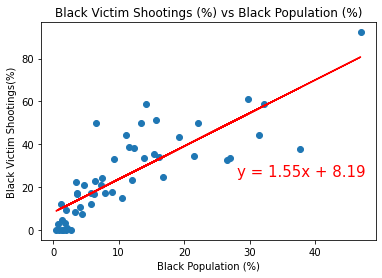 Black Victim Shootings (%) vs Black Population (%)
Black Victim Shootings(%)
80
60
40
20
0
y = 1.55x + 8.19
0 10 20 30 40
Black Population (%)